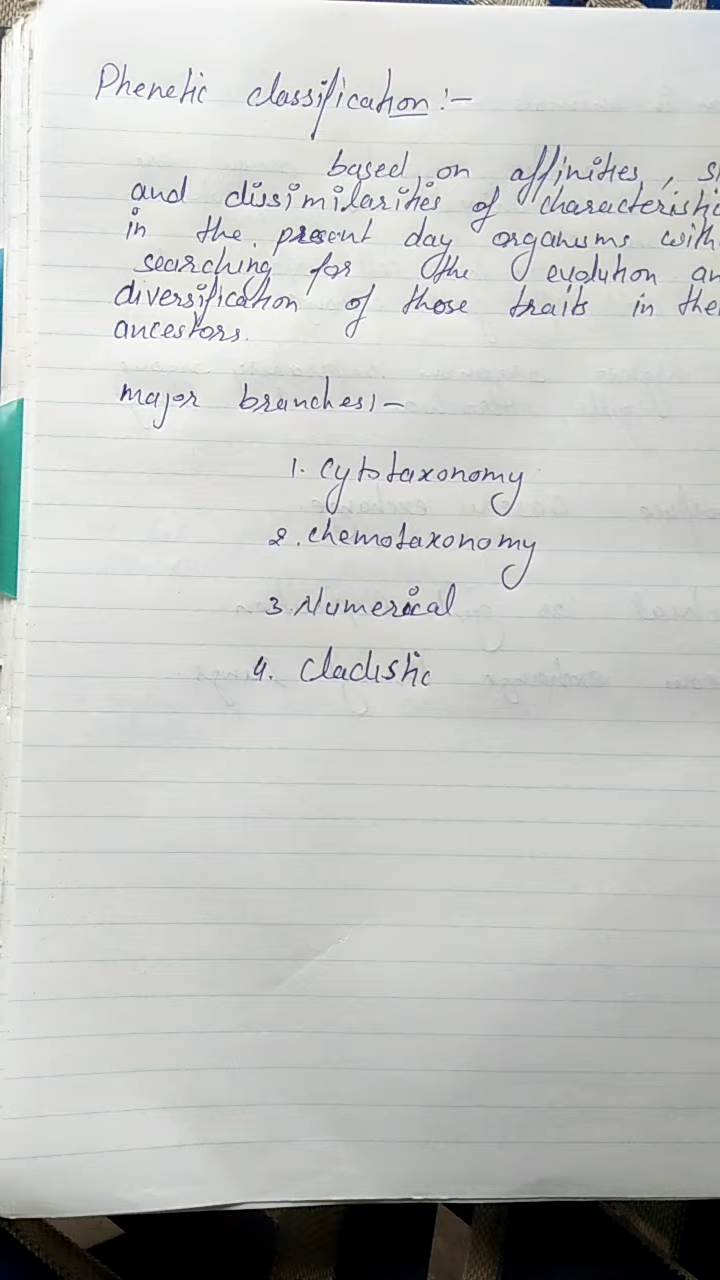 Phenetic classification :-
based on affinities, si
and dissimilarities of characteristic
in the present day organisms with
searching for the evolution an
diversification of those traits in the
ancestors.
major branches :-
1. Cytotaxonomy
2. chemotaxonomy
3. Numerical
4. Cladistic